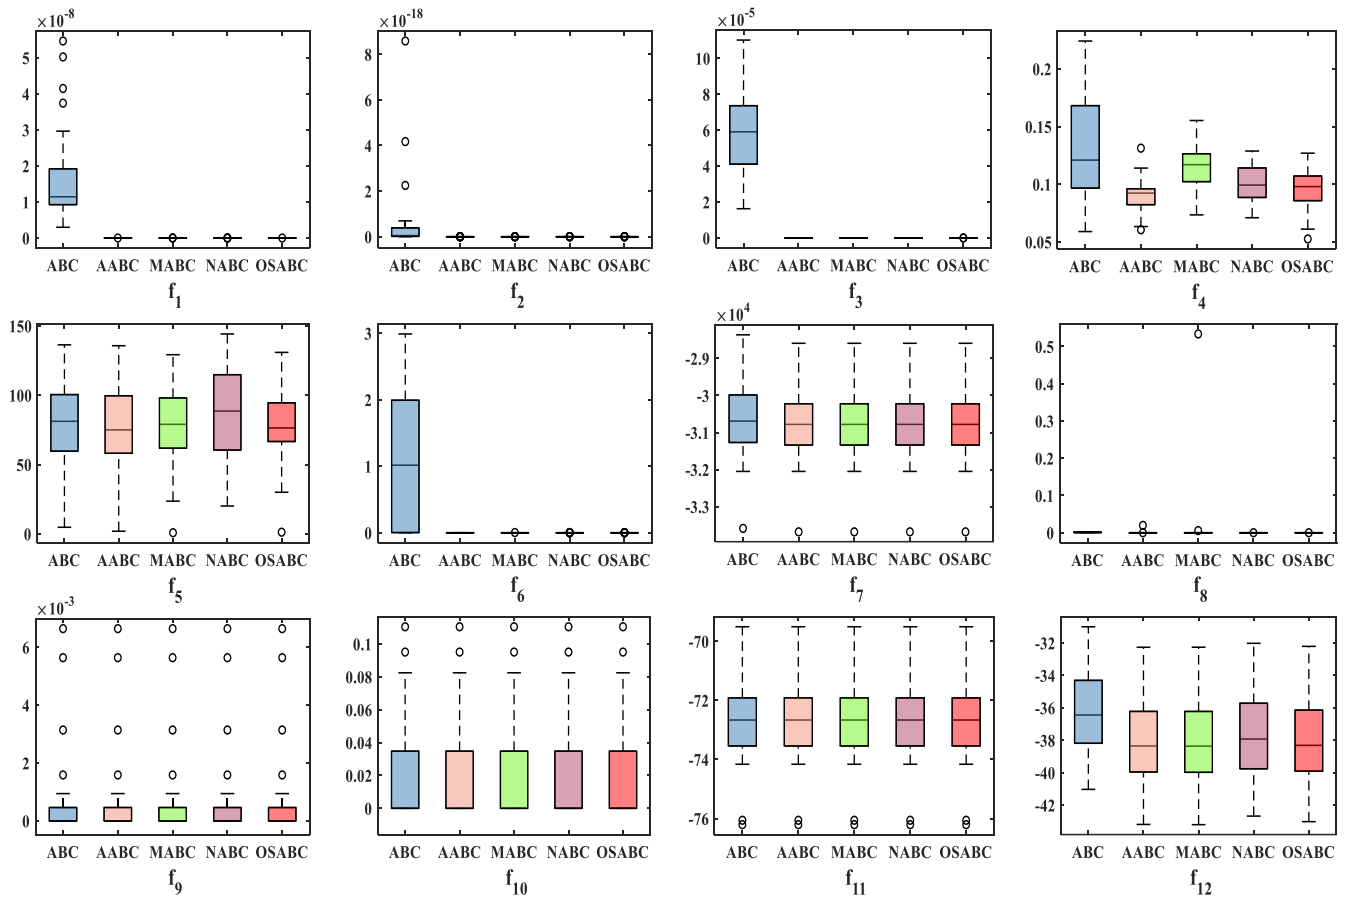 ×10⁻⁸
5
4
3
2
1
0
ABC AABC MABC NABC OSABC
f₁
×10⁻¹⁸
8
6
4
2
0
ABC AABC MABC NABC OSABC
f₂
×10⁻⁵
10
8
6
4
2
0
ABC AABC MABC NABC OSABC
f₃
0.2
0.15
0.1
0.05
ABC AABC MABC NABC OSABC
f₄
150
100
50
0
ABC AABC MABC NABC OSABC
f₅
3
2
1
0
ABC AABC MABC NABC OSABC
f₆
×10⁴
-2.9
-3
-3.1
-3.2
-3.3
ABC AABC MABC NABC OSABC
f₇
0.5
0.4
0.3
0.2
0.1
0
ABC AABC MABC NABC OSABC
f₈
×10⁻³
6
4
2
0
ABC AABC MABC NABC OSABC
f₉
0.1
0.08
0.06
0.04
0.02
0
ABC AABC MABC NABC OSABC
f₁₀
-70
-72
-74
-76
ABC AABC MABC NABC OSABC
f₁₁
-32
-34
-36
-38
-40
-42
ABC AABC MABC NABC OSABC
f₁₂